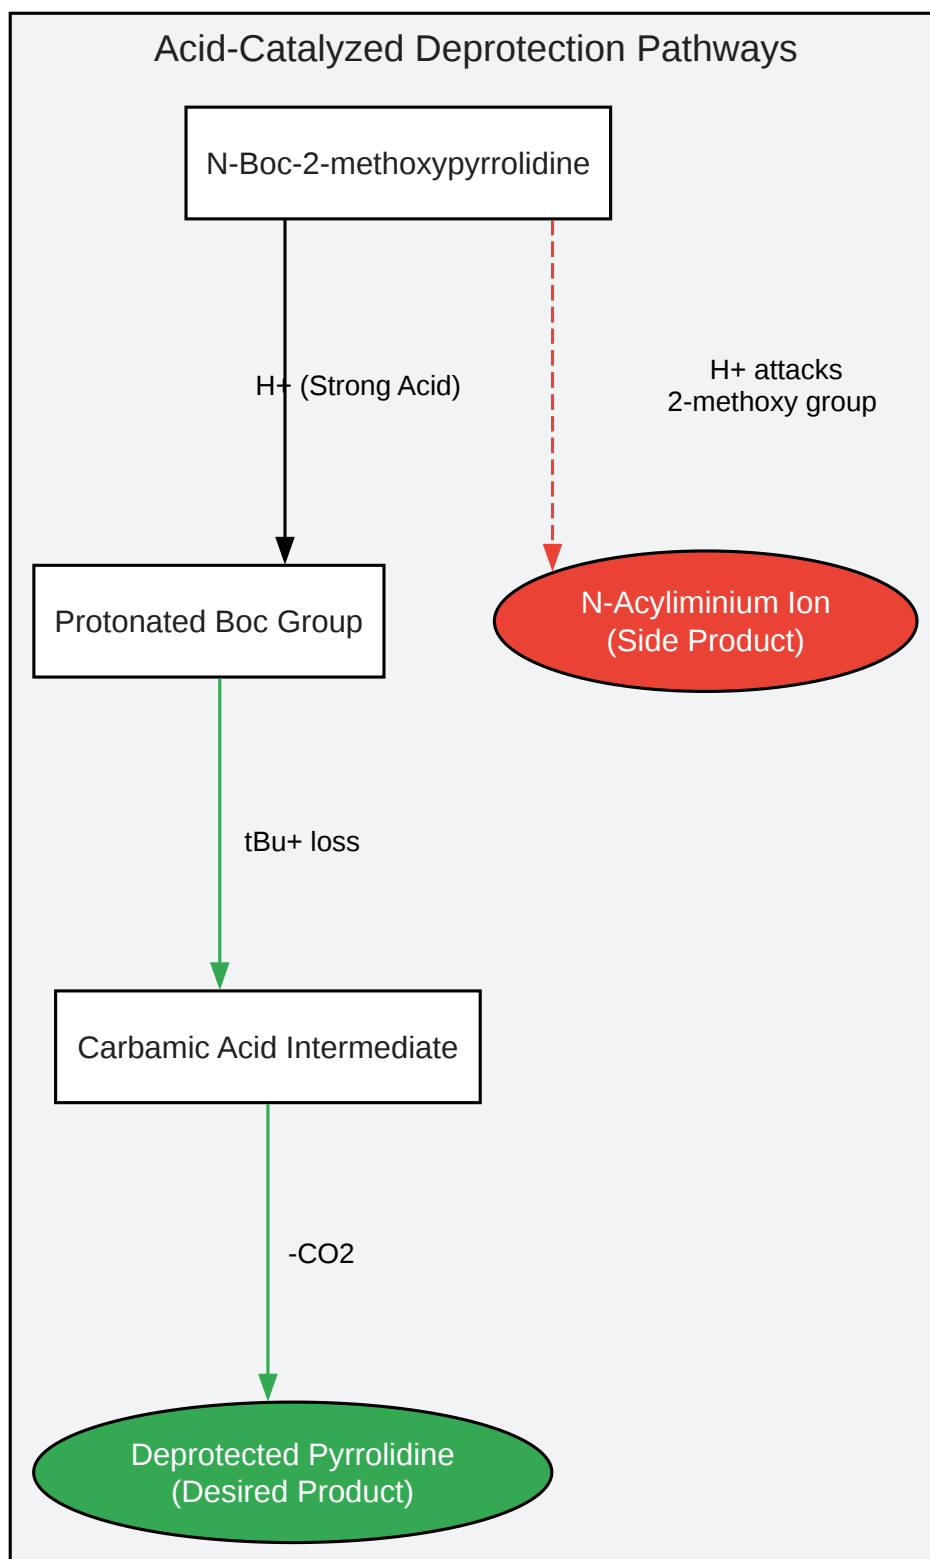 Acid-Catalyzed Deprotection Pathways
N-Boc-2-methoxypyrrolidine
H+ (Strong Acid)
H+ attacks
2-methoxy group
Protonated Boc Group
N-Acyliminium Ion
(Side Product)
tBu+ loss
Carbamic Acid Intermediate
-CO2
Deprotected Pyrrolidine
(Desired Product)